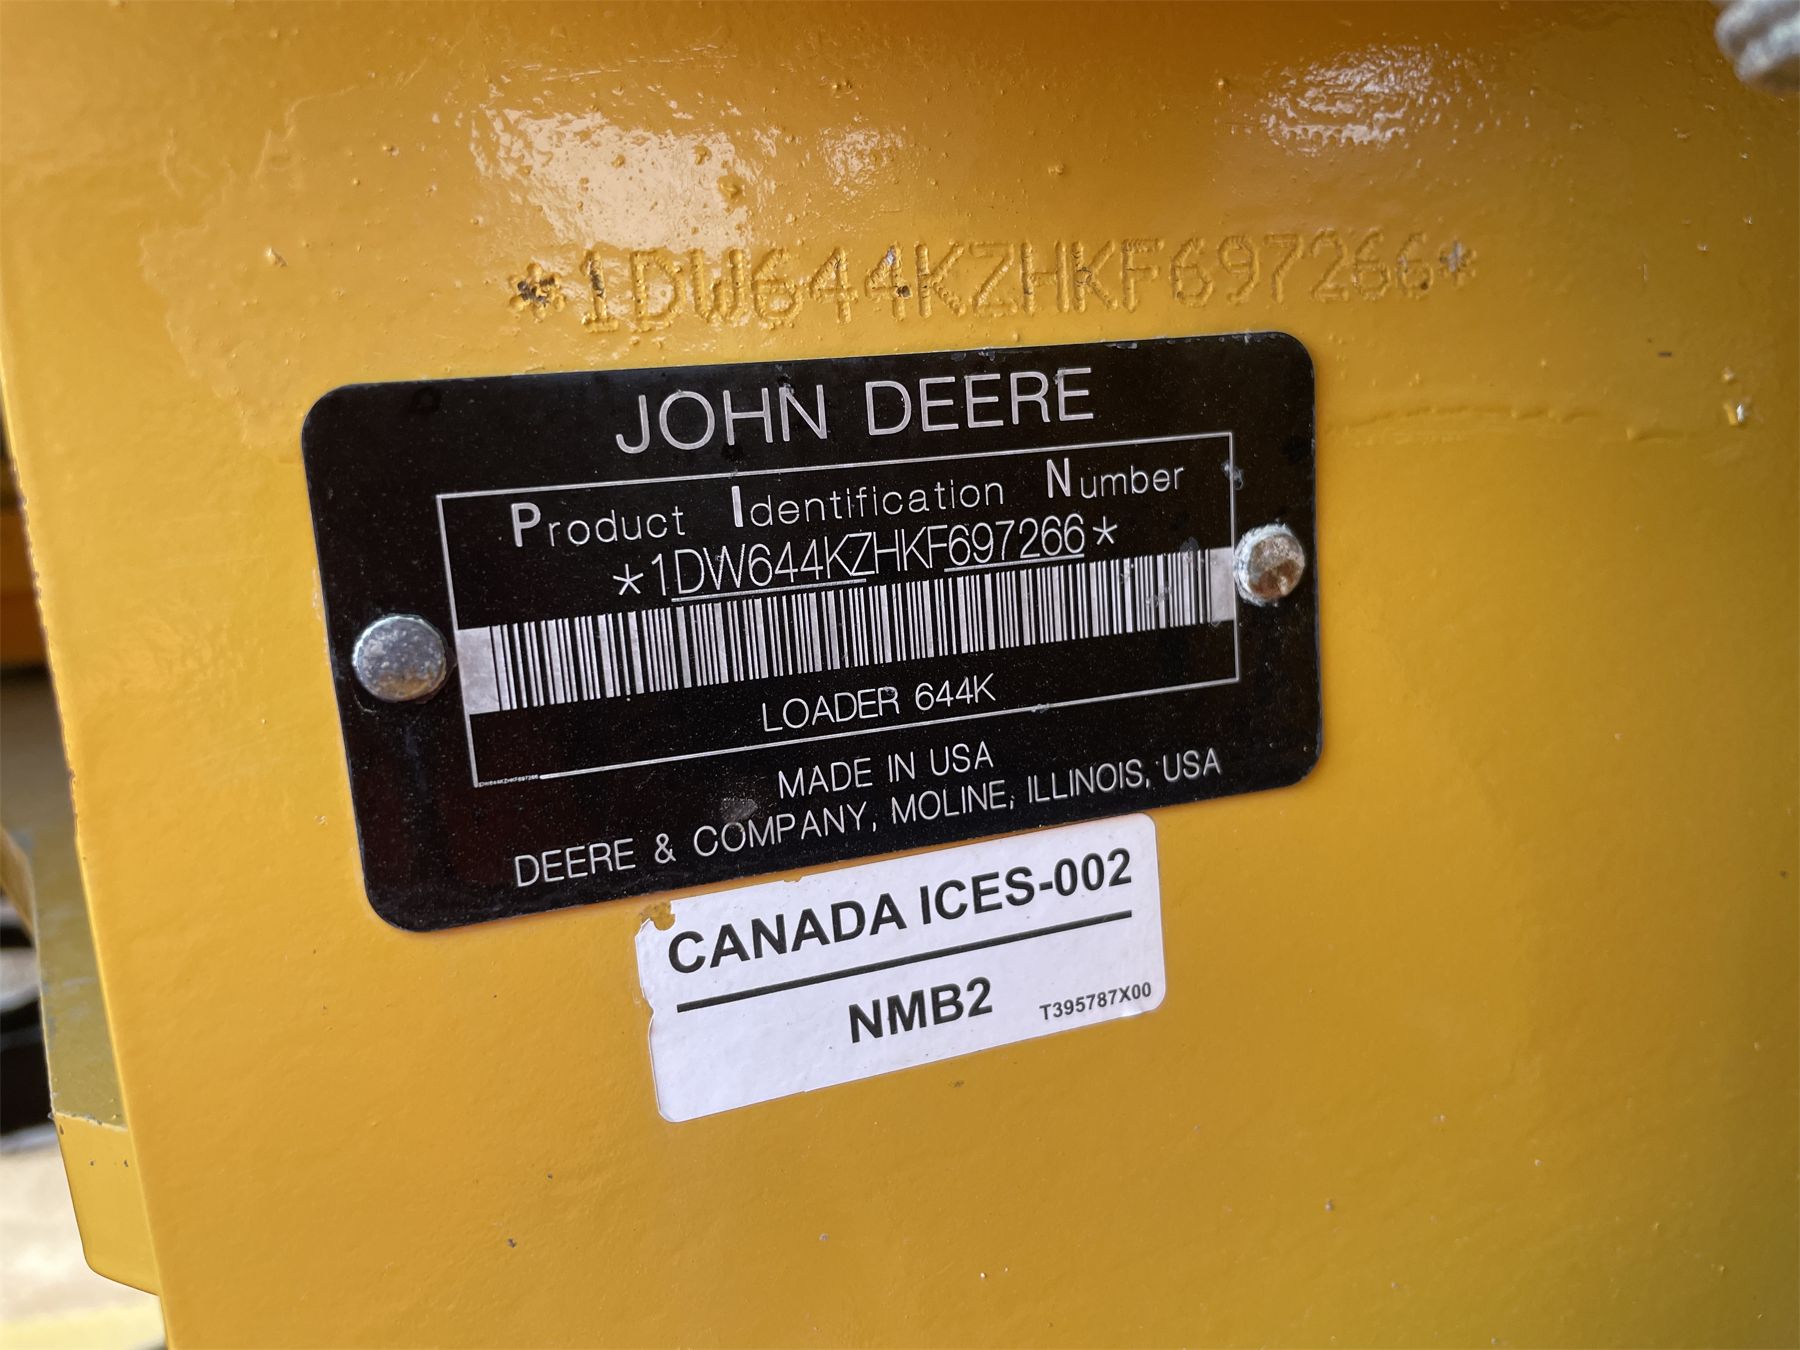 *1DW644KZHKF697266*
JOHN DEERE
Product Identification Number
*1DW644KZHKF697266*
LOADER 644K
1DW644KZHKF697266
MADE IN USA
DEERE & COMPANY, MOLINE, ILLINOIS, USA
CANADA ICES-002
NMB2
T395787X00